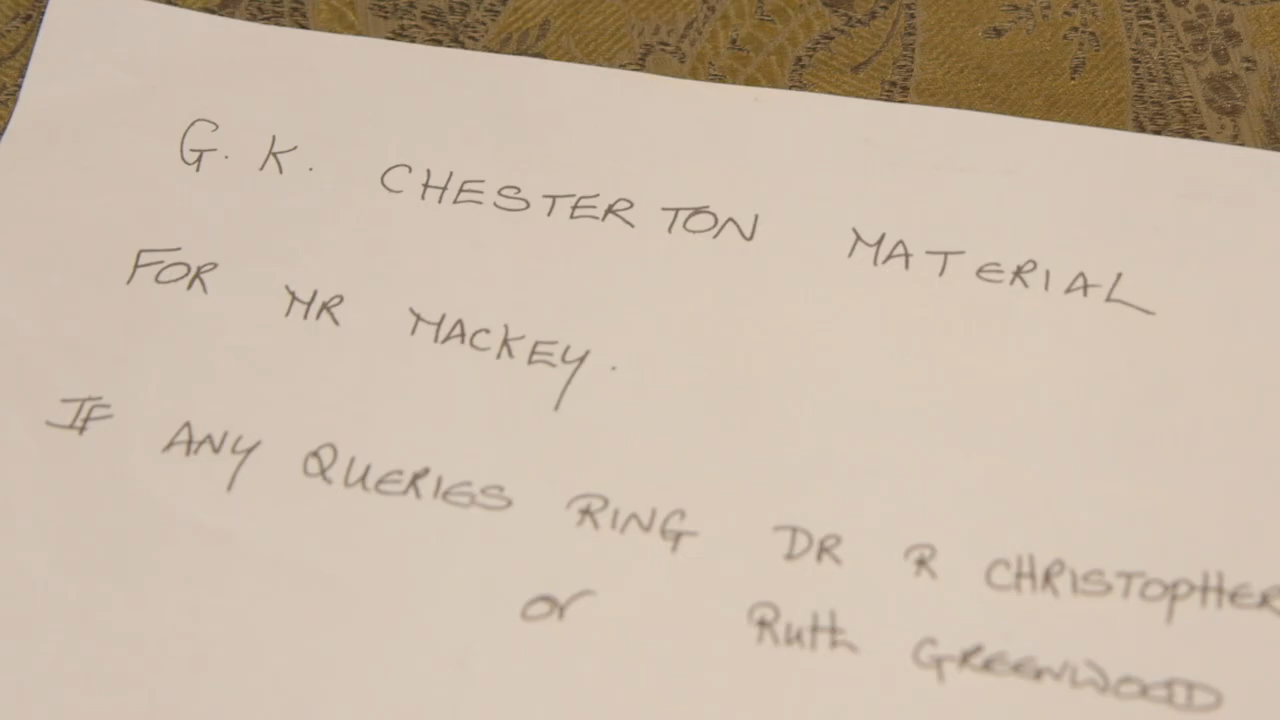 G. K. CHESTERTON MATERIAL
FOR MR MACKEY.
IF ANY QUERIES RING DR R CHRISTOPHER
or Ruth GREENWOOD